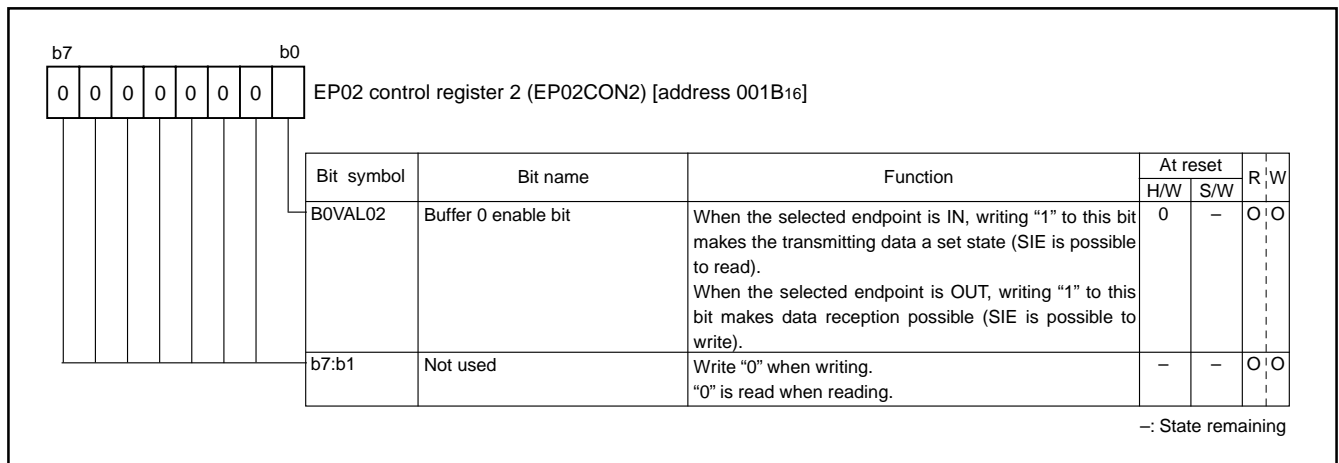 b7 b0
0 0 0 0 0 0 0 EP02 control register 2 (EP02CON2) [address 001B16]
Bit symbol Bit name Function At reset R W
H/W S/W
B0VAL02 Buffer 0 enable bit When the selected endpoint is IN, writing “1” to this bit 0 – O O
makes the transmitting data a set state (SIE is possible
to read).
When the selected endpoint is OUT, writing “1” to this
bit makes data reception possible (SIE is possible to
write).
b7:b1 Not used Write “0” when writing. – – O O
“0” is read when reading.
–: State remaining